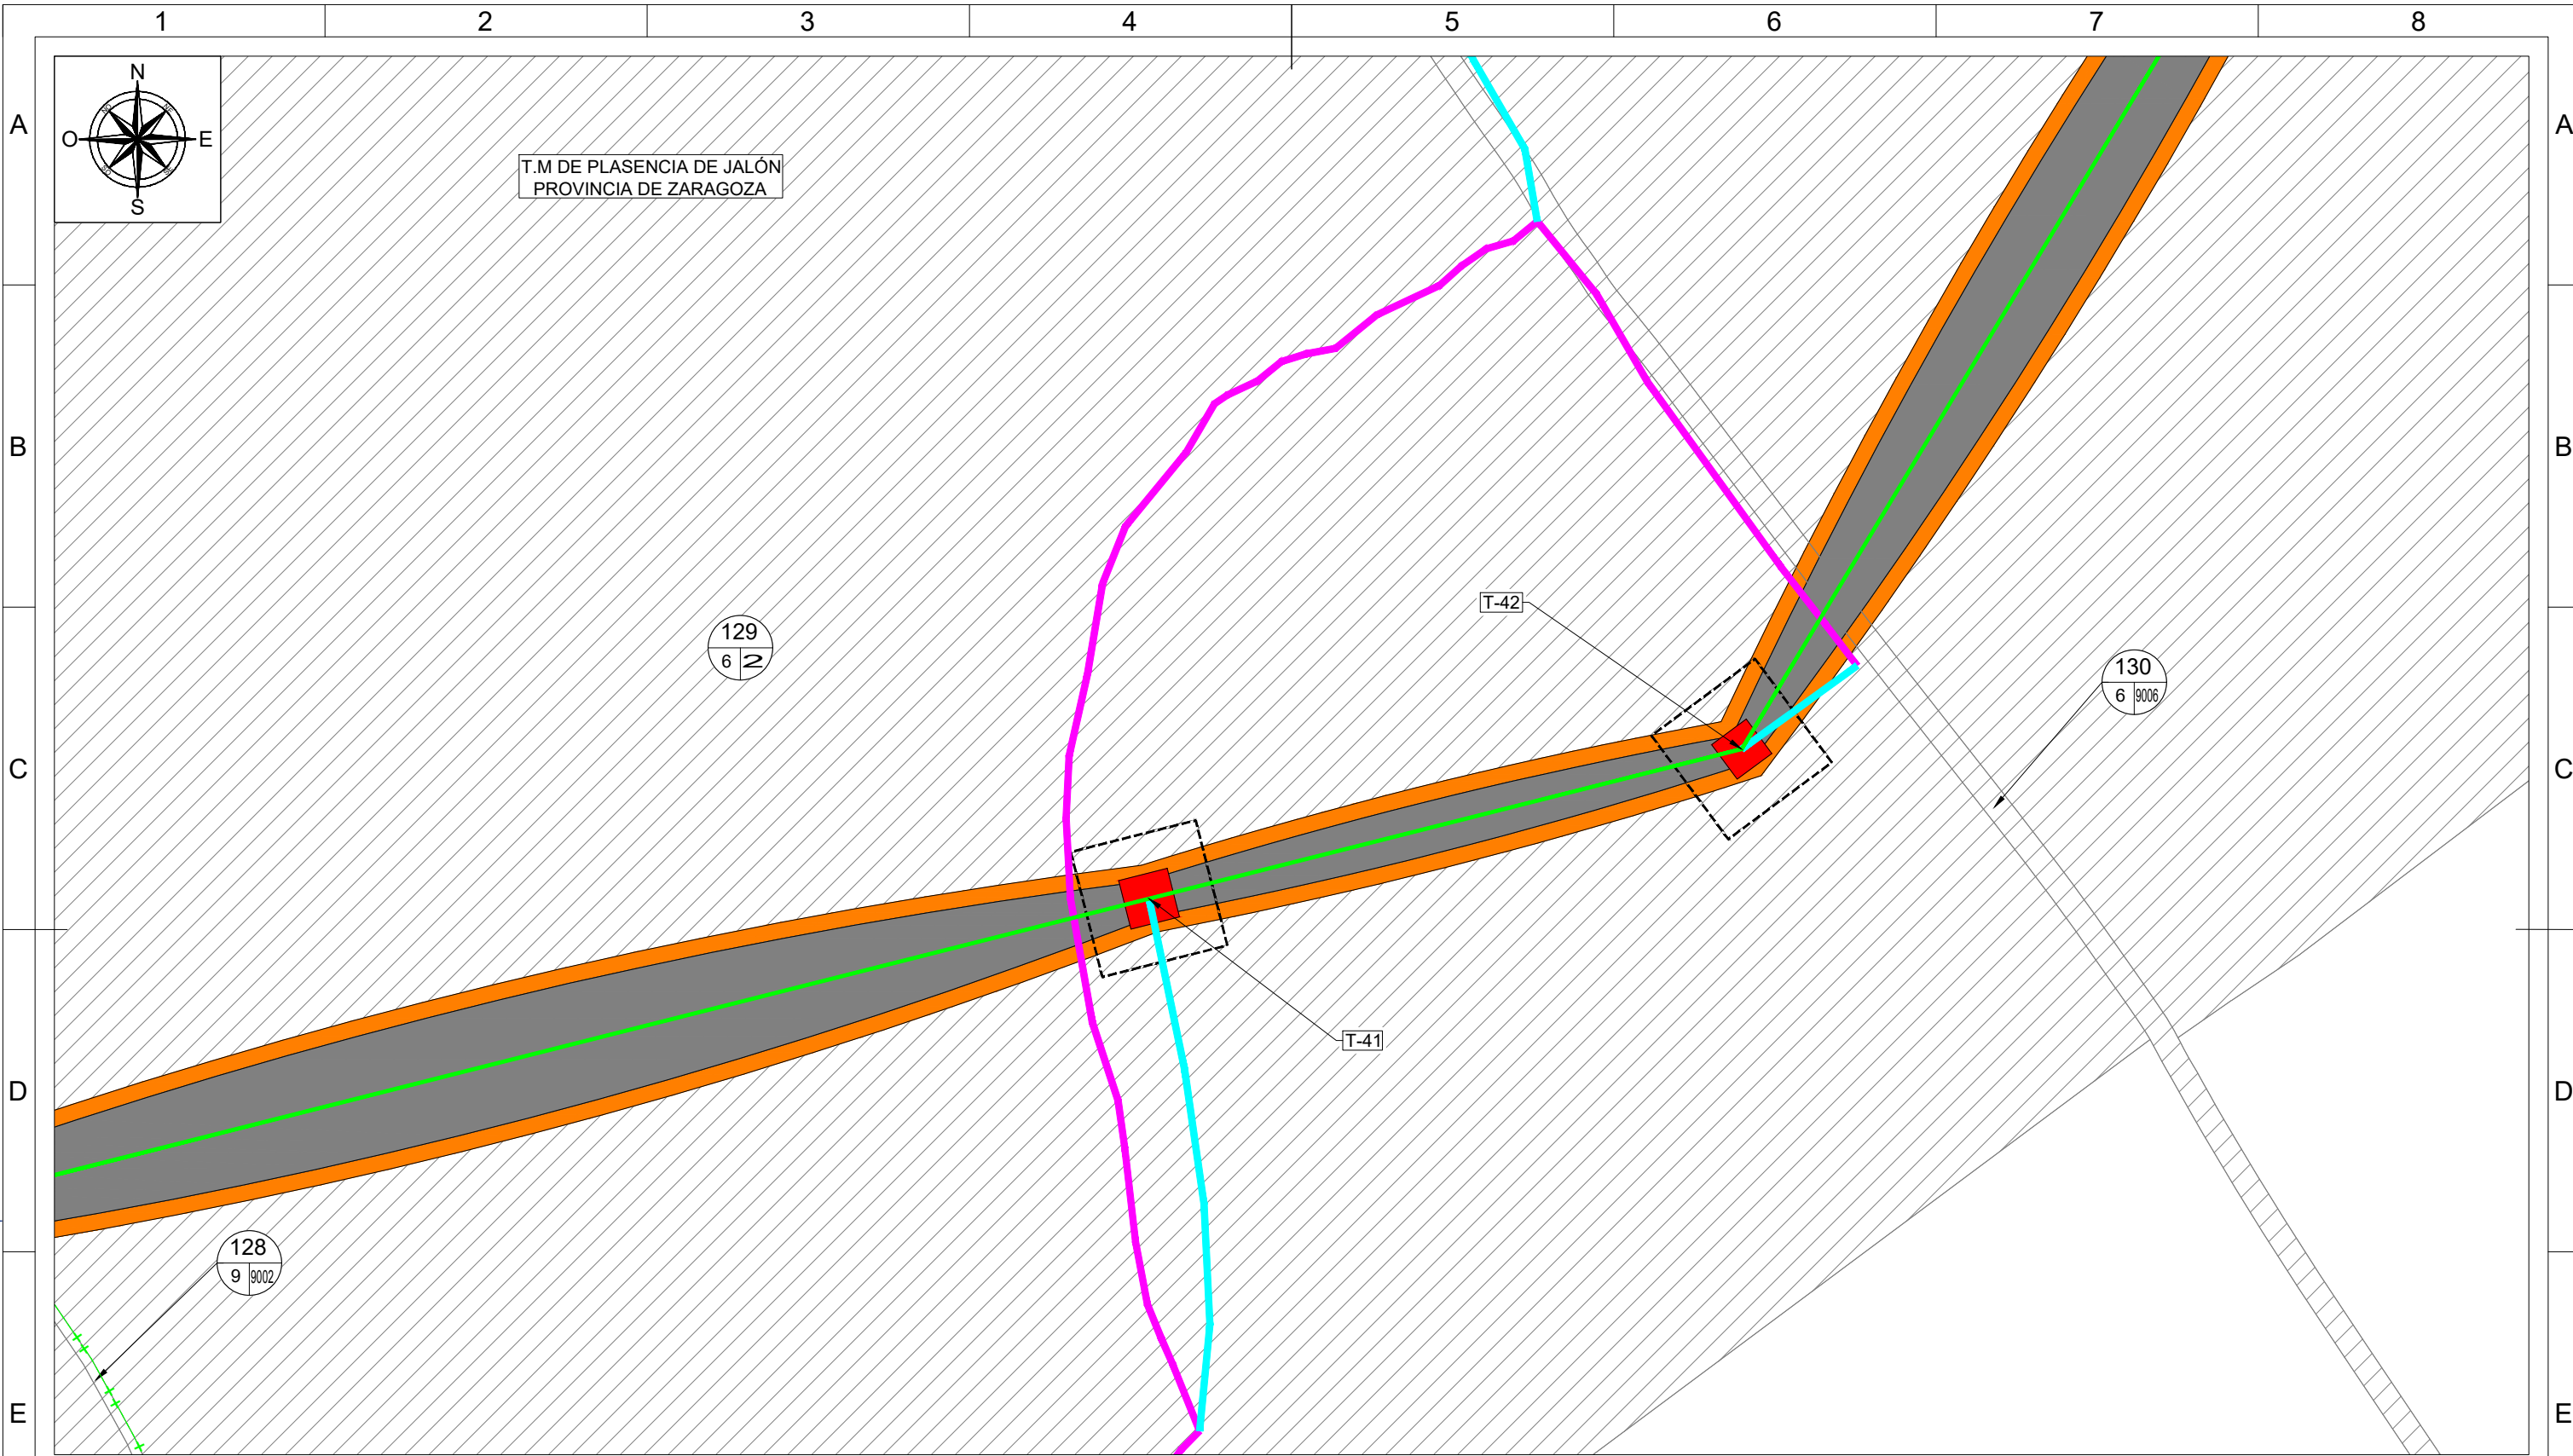 1 2 3 4 5 6 7 8
A A
N
O E
S
T.M DE PLASENCIA DE JALÓN
PROVINCIA DE ZARAGOZA
B B
T-42
129
6 2
130
6 9006
C C
T-41
D D
128
9 9002
E E